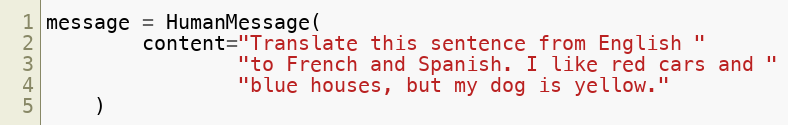 1 message = HumanMessage(
2         content="Translate this sentence from English "
3                 "to French and Spanish. I like red cars and "
4                 "blue houses, but my dog is yellow."
5     )